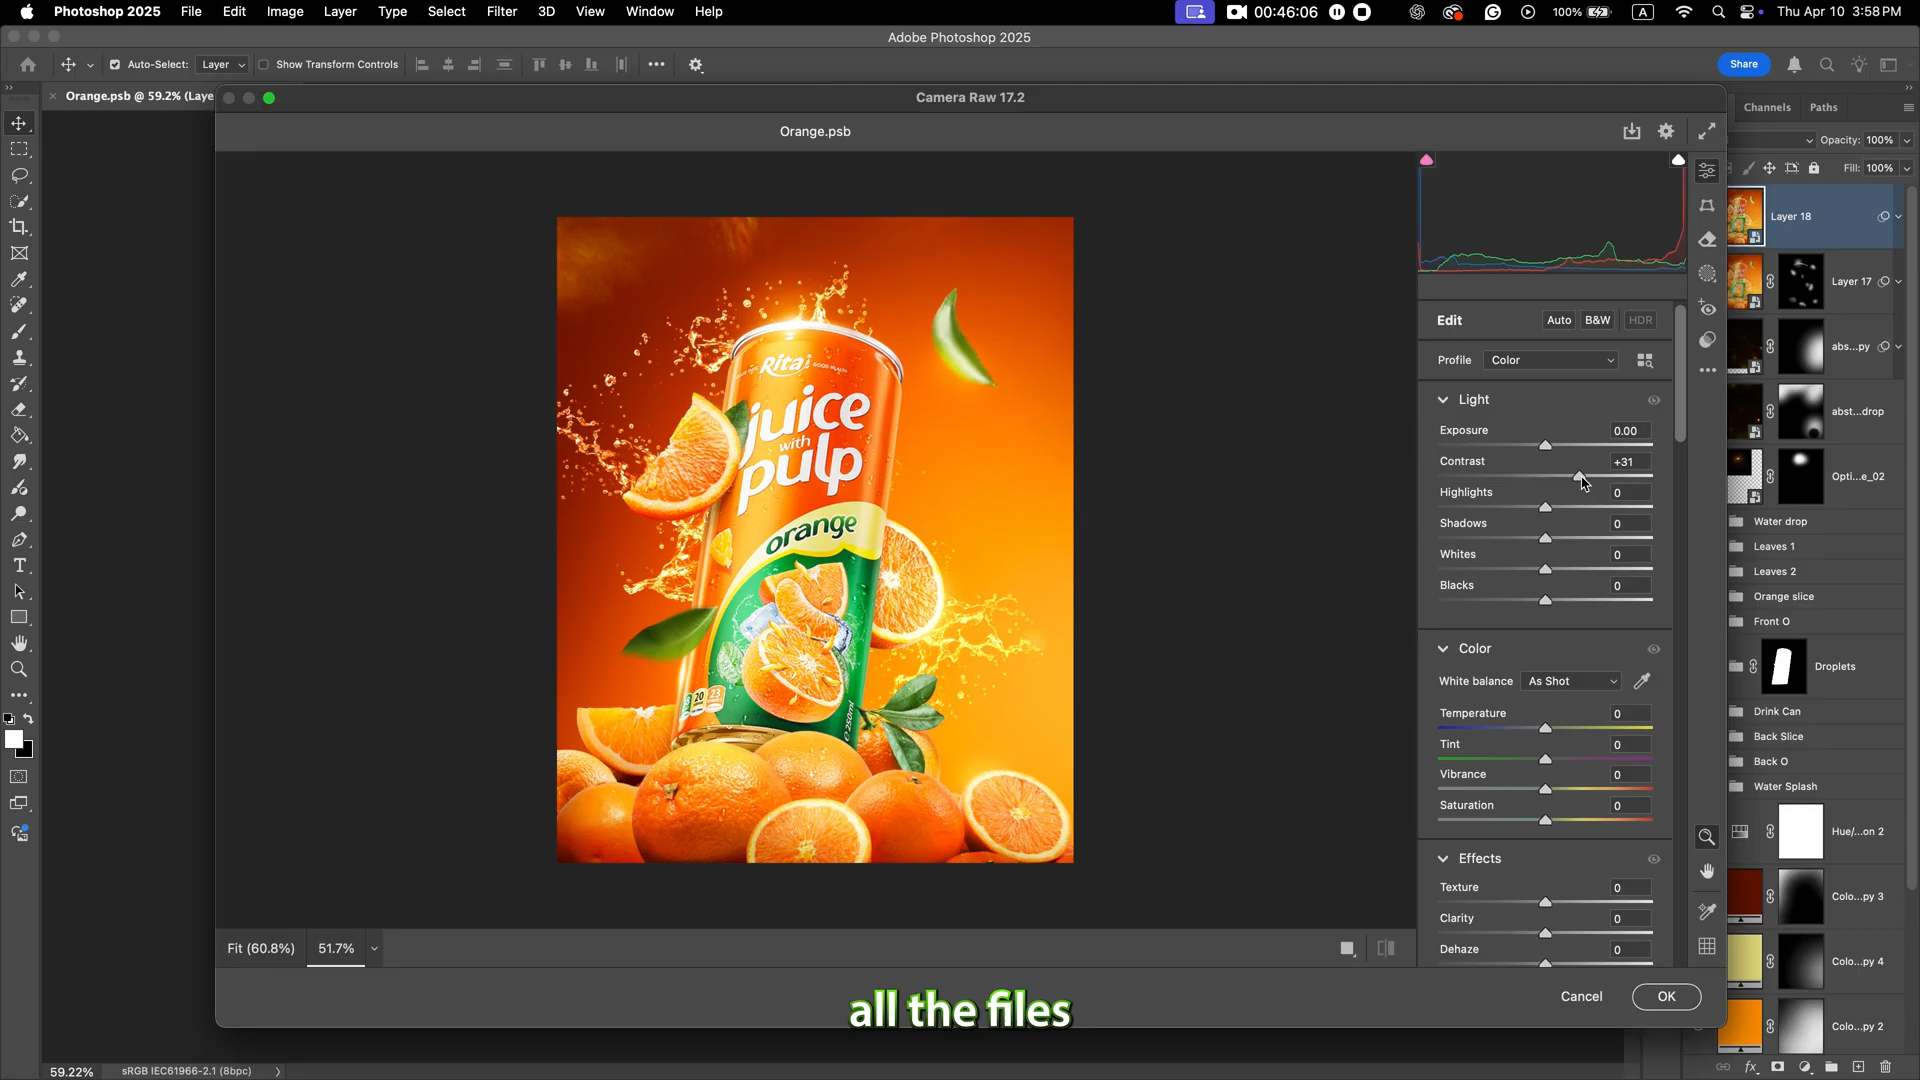 Photoshop 2025 File Edit Image Layer Type Select Filter 3D View Window Help 00:46:06 100% A Thu Apr 10 3:58 PM
Adobe Photoshop 2025
Auto-Select: Layer Show Transform Controls Share
Orange.psb @ 59.2% (Laye
Camera Raw 17.2
Orange.psb
Channels Paths
Opacity: 100%
Fill: 100%
Layer 18
Layer 17
abs...py
abst...drop
Opti...e_02
Water drop
Leaves 1
Leaves 2
Orange slice
Front O
Droplets
Drink Can
Back Slice
Back O
Water Splash
Hue/...on 2
Colo...py 3
Colo...py 4
Colo...py 2
Edit Auto B&W HDR
Profile Color
Light
Exposure 0.00
Contrast +31
Highlights 0
Shadows 0
Whites 0
Blacks 0
Color
White balance As Shot
Temperature 0
Tint 0
Vibrance 0
Saturation 0
Effects
Texture 0
Clarity 0
Dehaze 0
Rita
GOOD HEALTH
juice
with
pulp
orange
20 23
e 250ml
Fit (60.8%) 51.7%
Cancel OK
all the files
59.22% sRGB IEC61966-2.1 (8bpc)